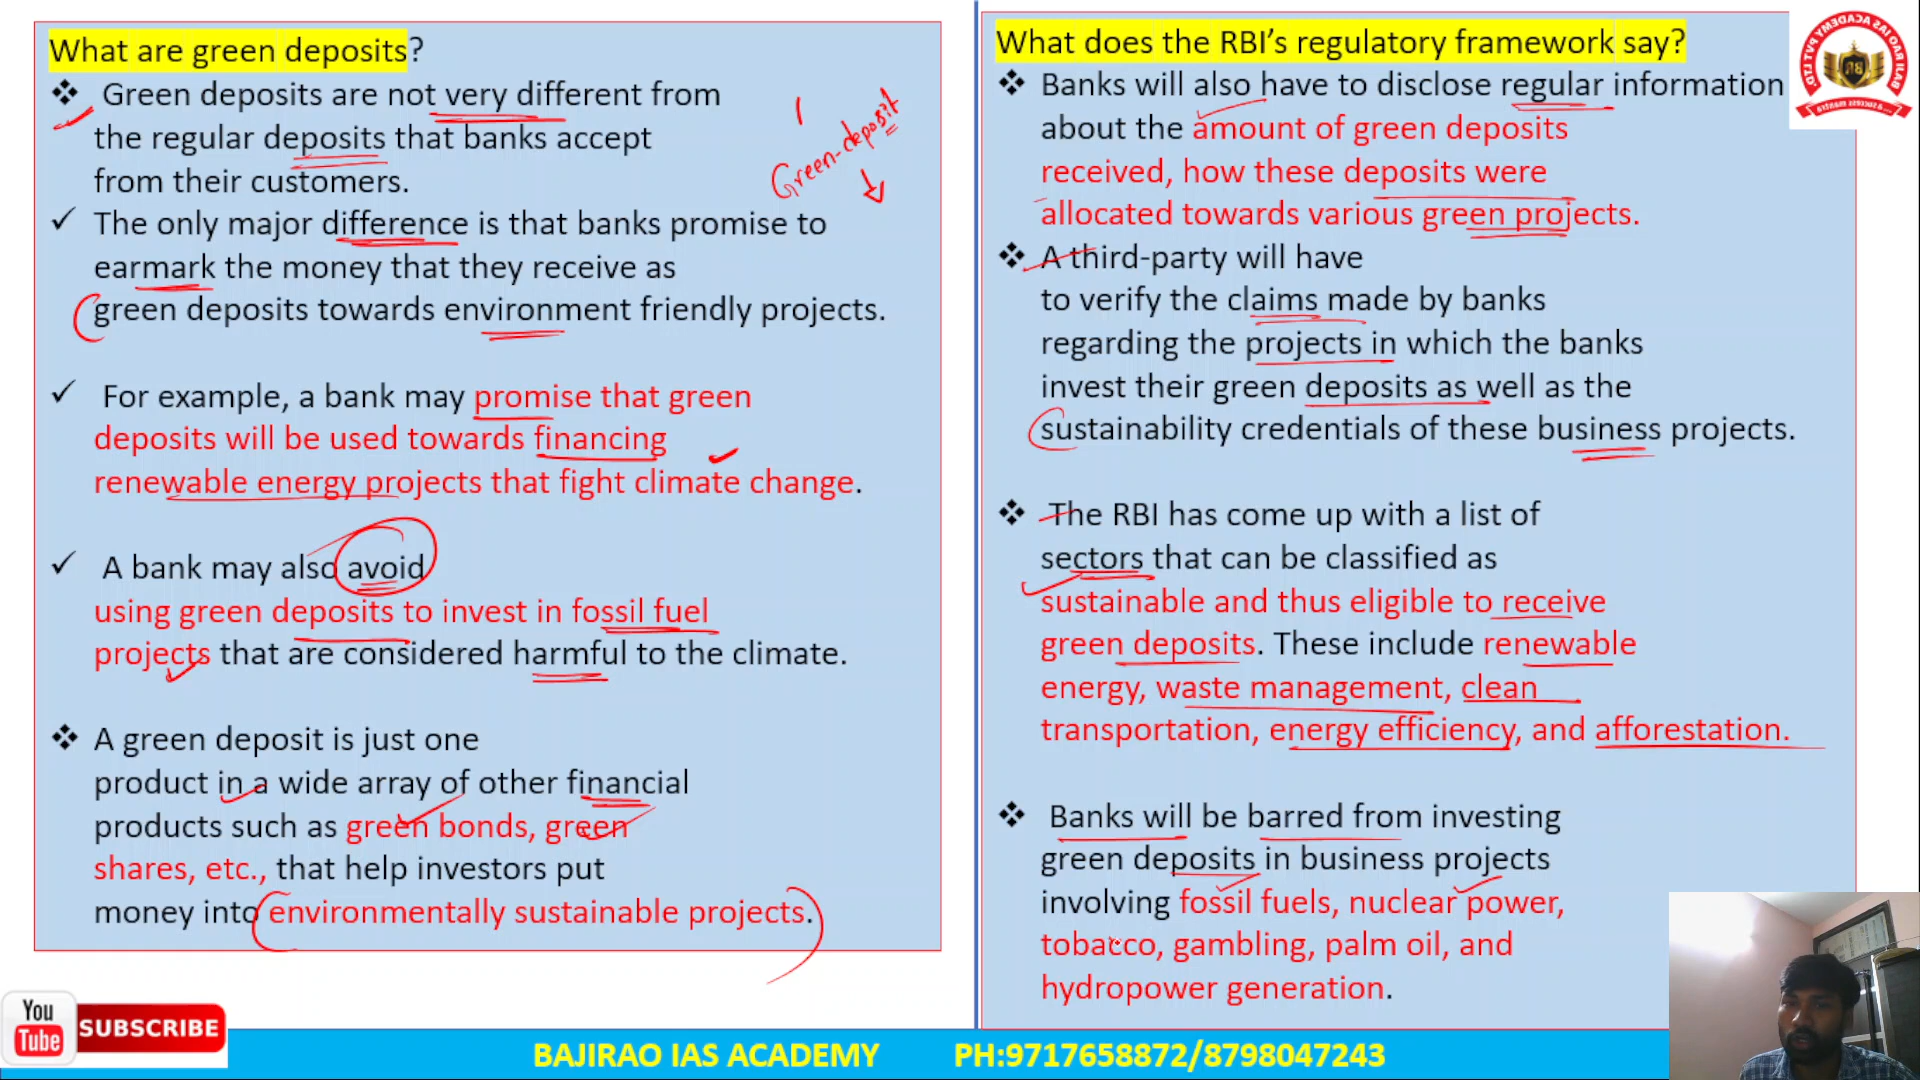 What are green deposits?
Green deposits are not very different from
the regular deposits that banks accept
from their customers.
The only major difference is that banks promise to
earmark the money that they receive as
green deposits towards environment friendly projects.
For example, a bank may promise that green
deposits will be used towards financing
renewable energy projects that fight climate change.
A bank may also avoid
using green deposits to invest in fossil fuel
projects that are considered harmful to the climate.
A green deposit is just one
product in a wide array of other financial
products such as green bonds, green
shares, etc., that help investors put
money into environmentally sustainable projects.
Green-deposit
What does the RBI's regulatory framework say?
Banks will also have to disclose regular information
about the amount of green deposits
received, how these deposits were
allocated towards various green projects.
A third-party will have
to verify the claims made by banks
regarding the projects in which the banks
invest their green deposits as well as the
sustainability credentials of these business projects.
The RBI has come up with a list of
sectors that can be classified as
sustainable and thus eligible to receive
green deposits. These include renewable
energy, waste management, clean
transportation, energy efficiency, and afforestation.
Banks will be barred from investing
green deposits in business projects
involving fossil fuels, nuclear power,
tobacco, gambling, palm oil, and
hydropower generation.
BAJIRAO IAS ACADEMY PVT LTD.
You
Tube
SUBSCRIBE
BAJIRAO IAS ACADEMY PH:9717658872/8798047243